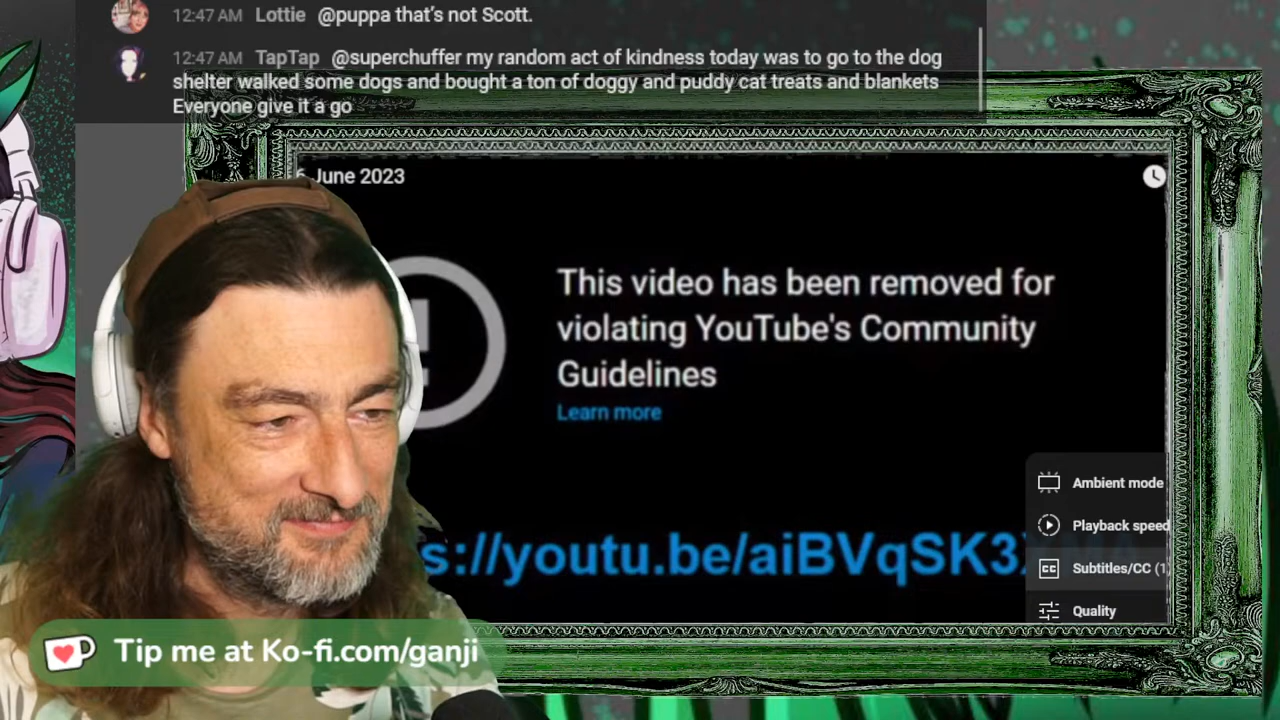 12:47 AM Lottie @puppa that's not Scott.
12:47 AM TapTap @superchuffer my random act of kindness today was to go to the dog
shelter walked some dogs and bought a ton of doggy and puddy cat treats and blankets
Everyone give it a go
June 2023
This video has been removed for
violating YouTube's Community
Guidelines
Learn more
Ambient mode
Playback speed
s://youtu.be/aiBVqSK3
Subtitles/CC (1
Quality
Tip me at Ko-fi.com/ganji